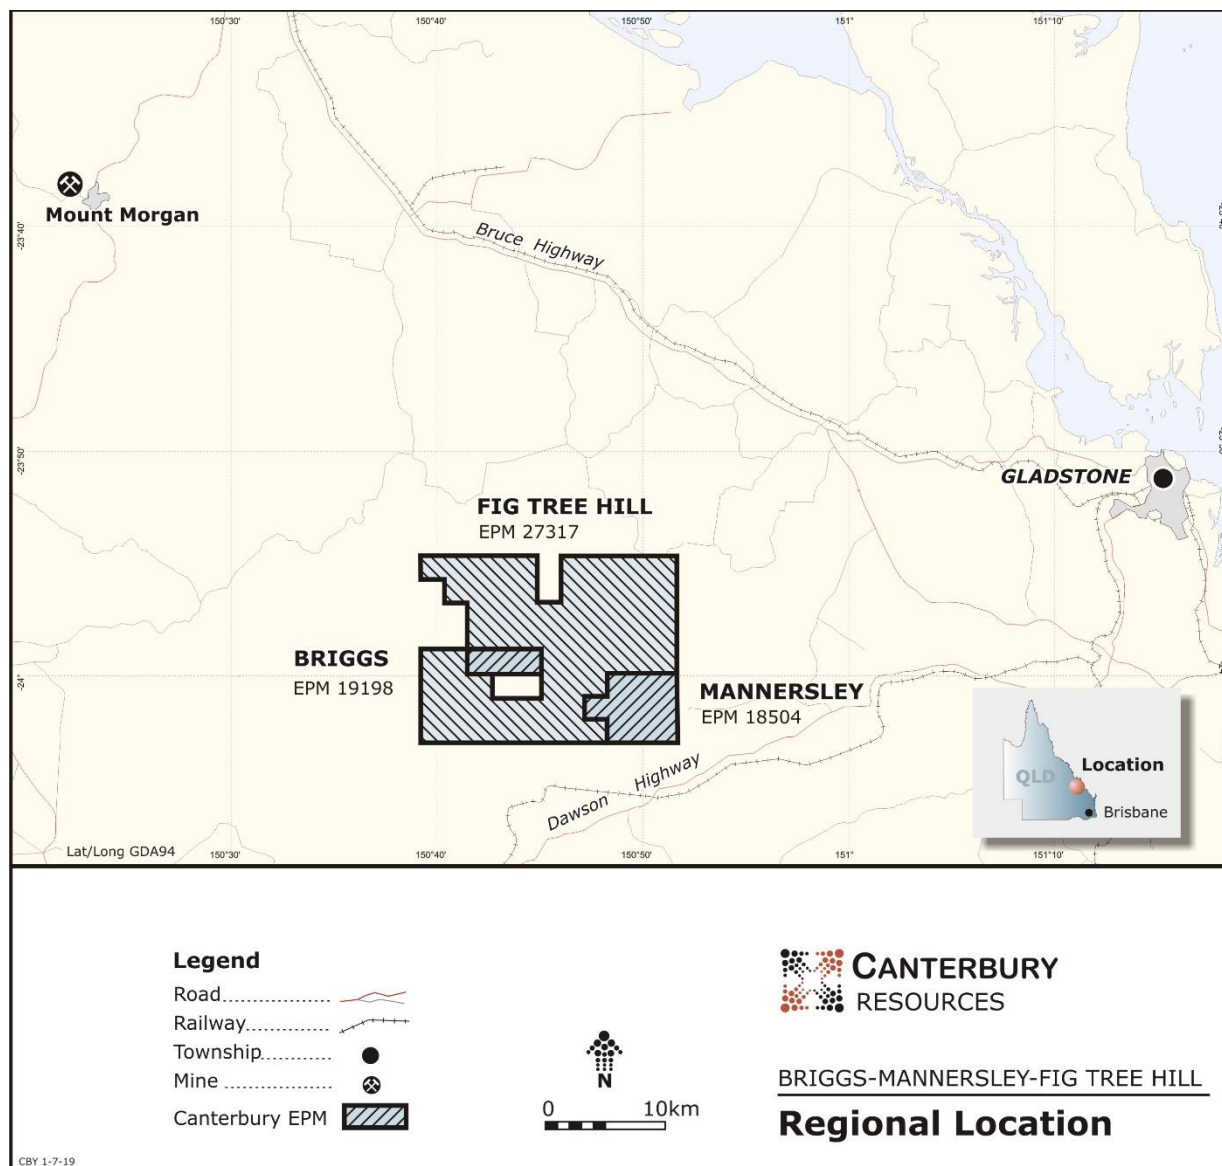 150°30' 150°40' 150°50' 151° 151°10'
Mount Morgan
-23°40'
Bruce Highway
-23°50'
GLADSTONE
FIG TREE HILL
EPM 27317
BRIGGS
EPM 19198
-24°
MANNERSLEY
EPM 18504
Dawson Highway
QLD
Location
Brisbane
Lat/Long GDA94
150°30' 150°40' 150°50' 151° 151°10'
Legend
Road
Railway
Township
Mine
Canterbury EPM
N
0 10km
CANTERBURY
RESOURCES
BRIGGS-MANNERSLEY-FIG TREE HILL
Regional Location
CBY 1-7-19